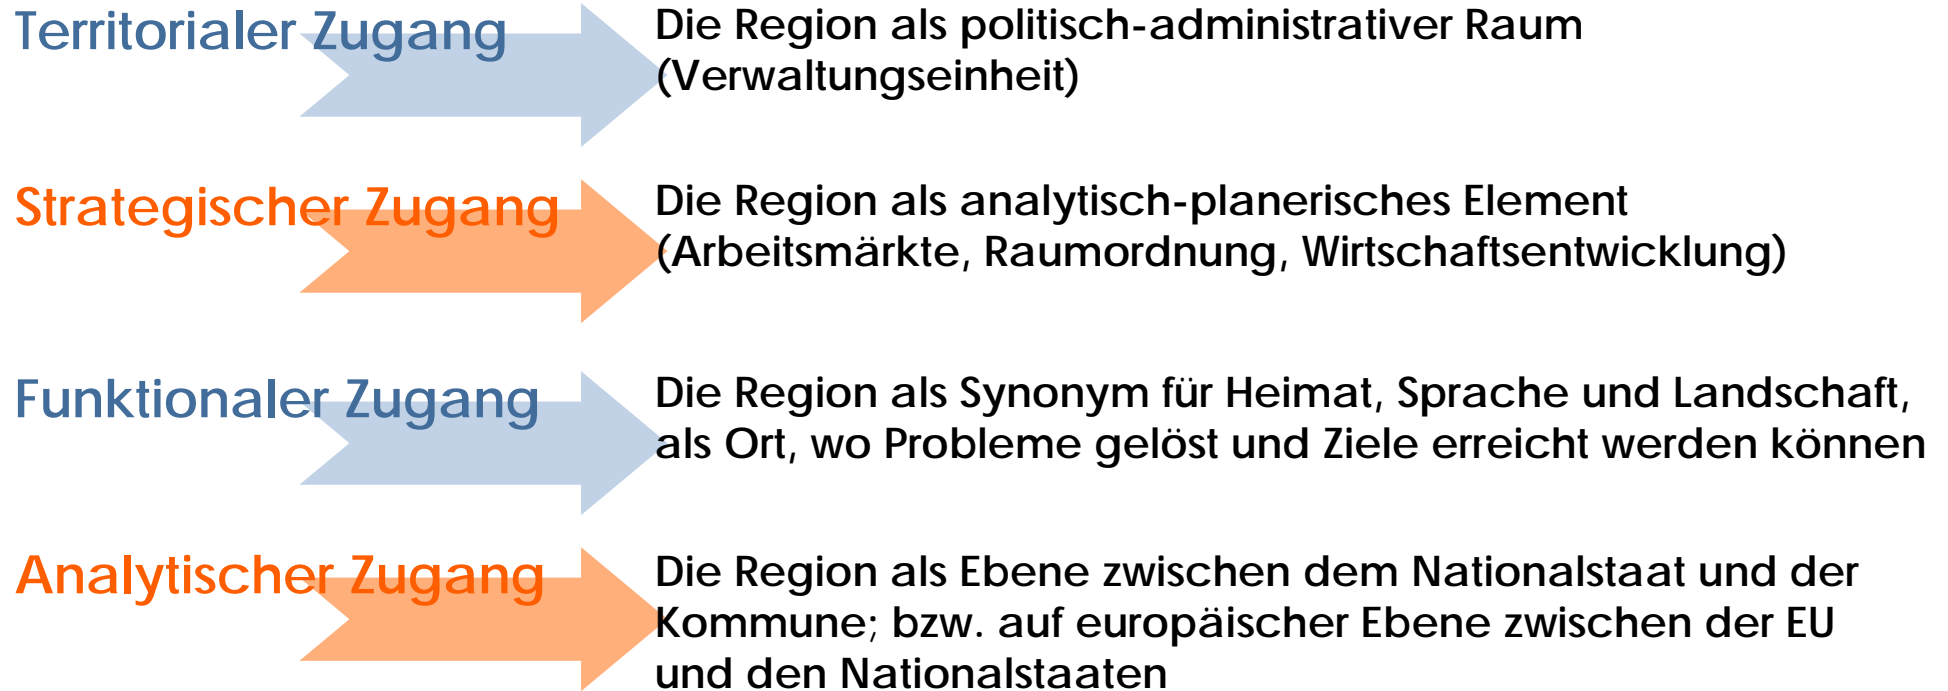 Territorialer Zugang
Die Region als politisch-administrativer Raum
(Verwaltungseinheit)
Strategischer Zugang
Die Region als analytisch-planerisches Element
(Arbeitsmärkte, Raumordnung, Wirtschaftsentwicklung)
Funktionaler Zugang
Die Region als Synonym für Heimat, Sprache und Landschaft,
als Ort, wo Probleme gelöst und Ziele erreicht werden können
Analytischer Zugang
Die Region als Ebene zwischen dem Nationalstaat und der
Kommune; bzw. auf europäischer Ebene zwischen der EU
und den Nationalstaaten